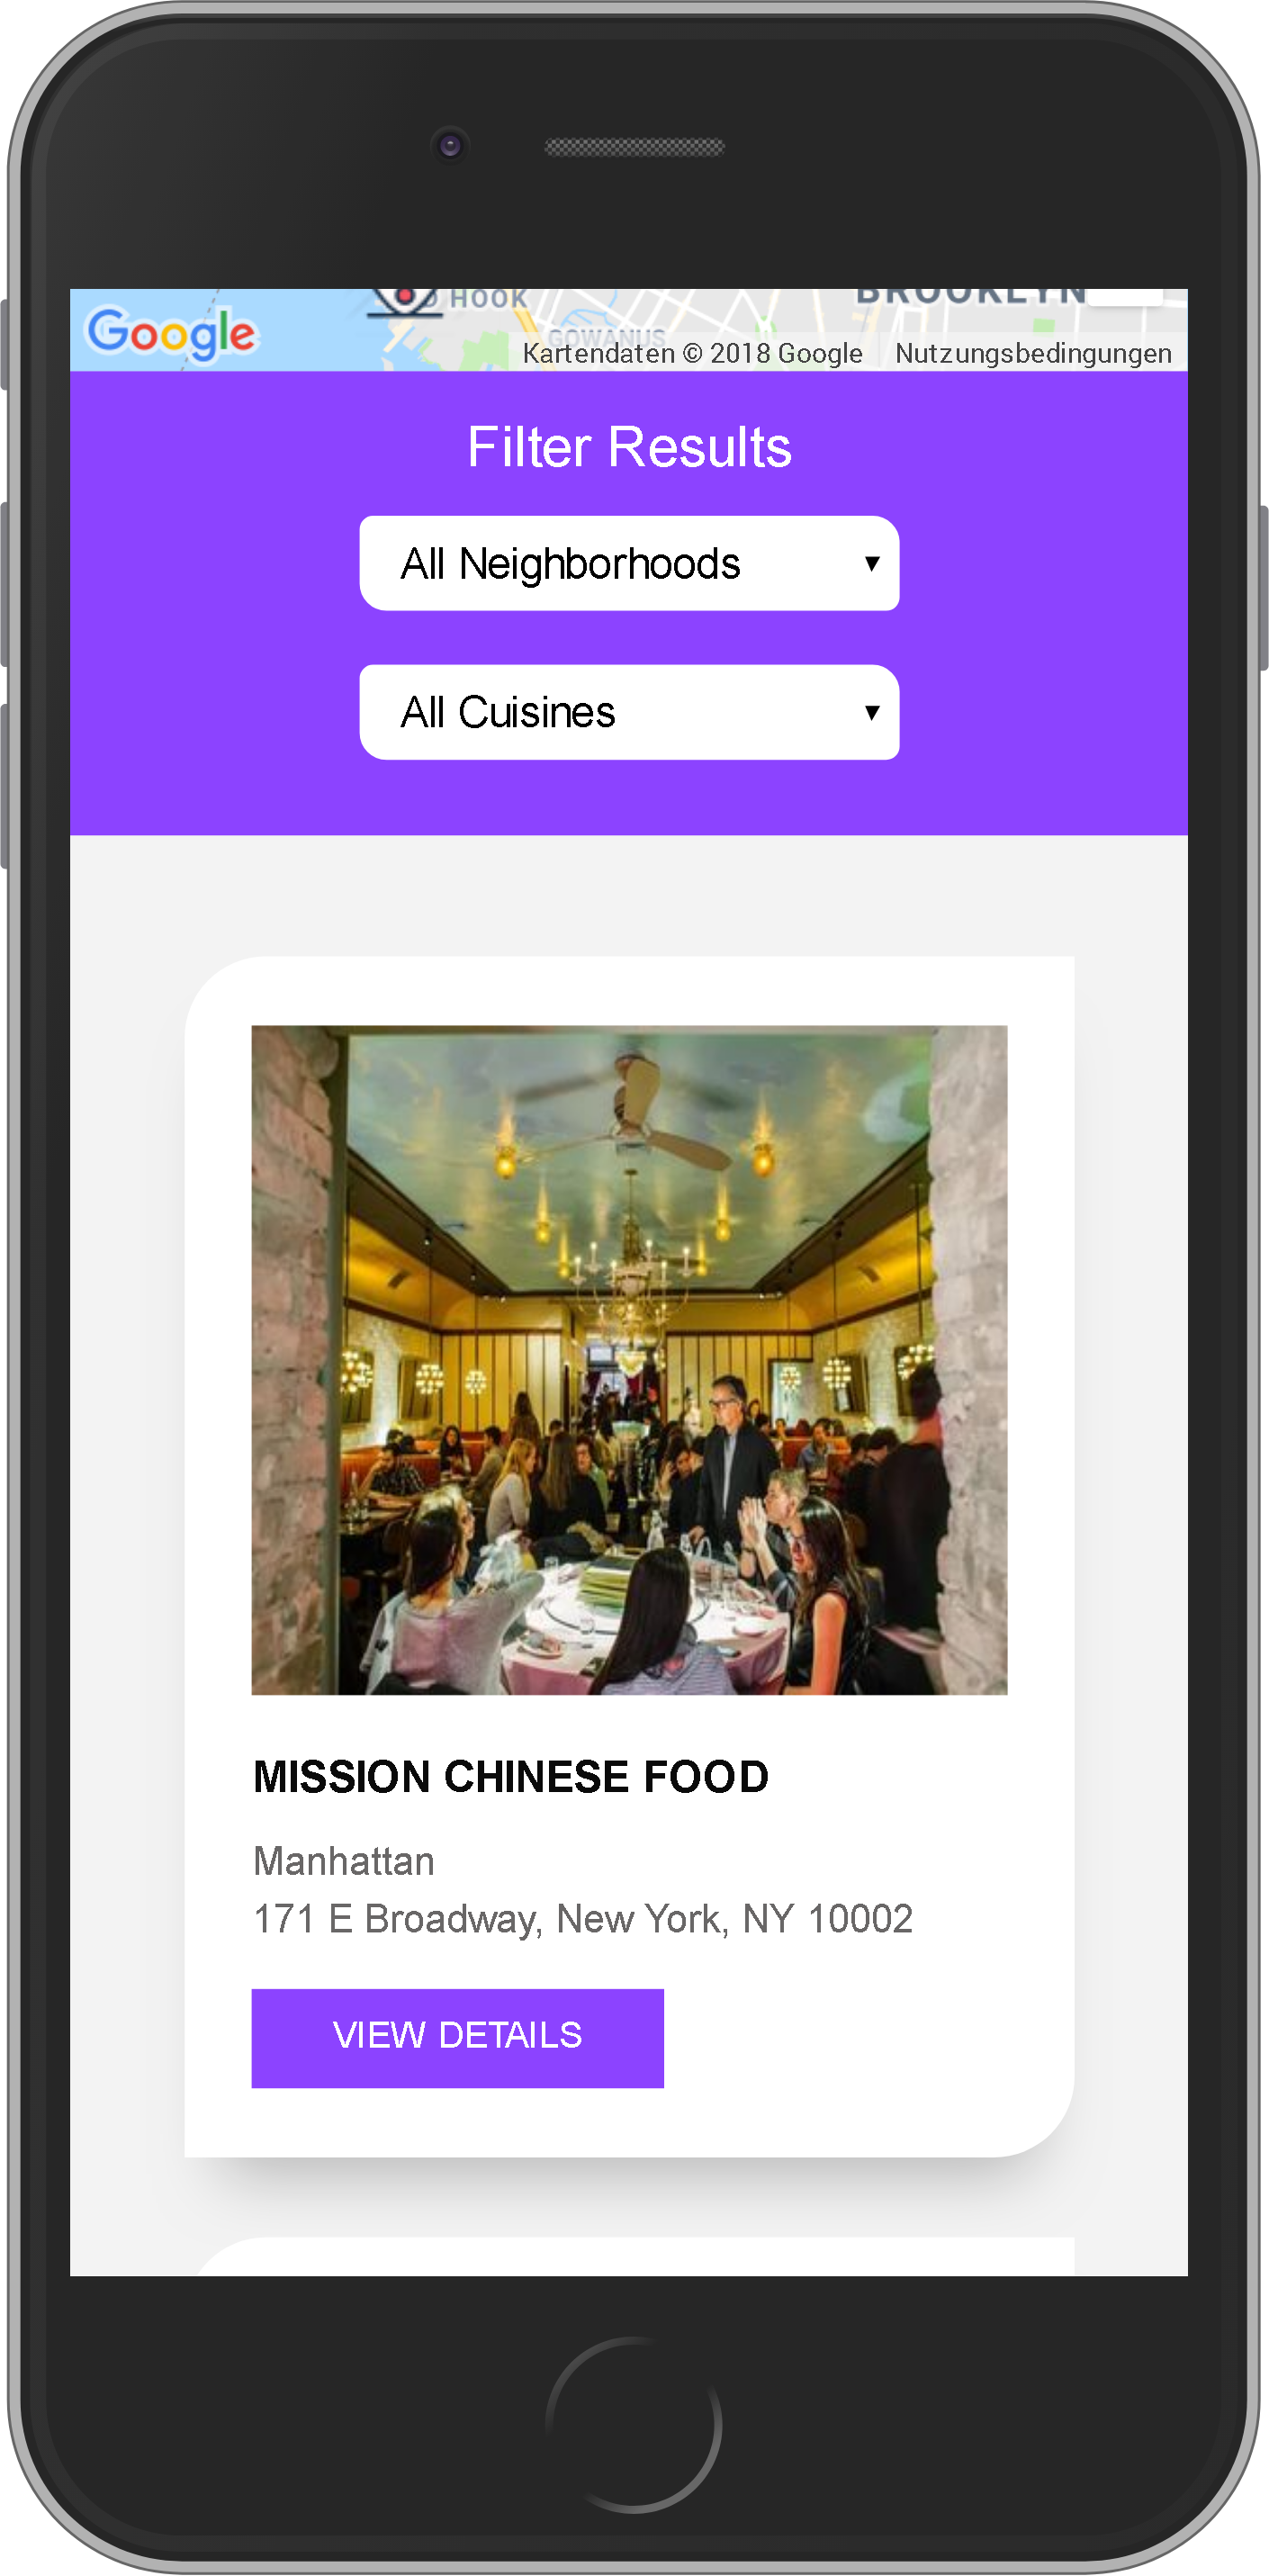 HOOK
BROOKLYN
Google
GOWANUS
Kartendaten © 2018 Google
Nutzungsbedingungen
Filter Results
All Neighborhoods
All Cuisines
MISSION CHINESE FOOD
Manhattan
171 E Broadway, New York, NY 10002
VIEW DETAILS